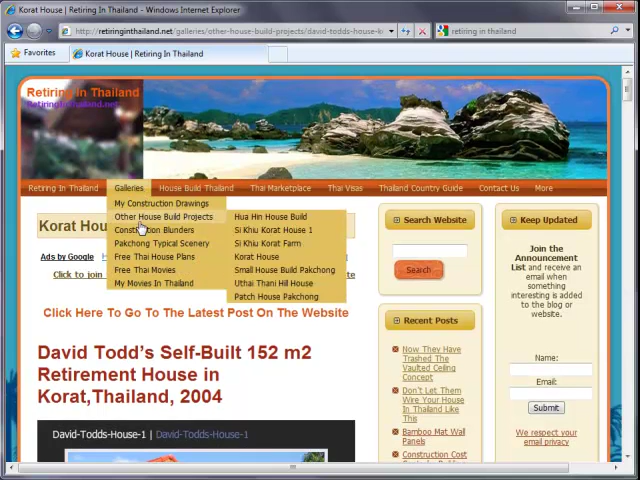 Korat House | Retiring In Thailand - Windows Internet Explorer
http://retiringinthailand.net/galleries/other-house-build-projects/david-todds-house-k
retiring in thailand
Favorites
Korat House | Retiring In Thailand
Retiring In Thailand
RetiringinThailand.net
Retiring In Thailand
Galleries
House Build Thailand
Thai Marketplace
Thai Visas
Thailand Country Guide
Contact Us
More
My Construction Drawings
Other House Build Projects
Construction Blunders
Pakchong Typical Scenery
Free Thai House Plans
Free Thai Movies
My Movies In Thailand
Hua Hin House Build
Si Khiu Korat House 1
Si Khiu Korat Farm
Korat House
Small House Build Pakchong
Uthai Thani Hill House
Patch House Pakchong
Korat Hou
Ads by Google
Click to join
Click Here To Go To The Latest Post On The Website
David Todd's Self-Built 152 m2
Retirement House in
Korat,Thailand, 2004
David-Todds-House-1 | David-Todds-House-1
Search Website
Search
Recent Posts
Now They Have
Trashed The
Vaulted Ceiling
Concept
Don't Let Them
Wire Your House
In Thailand Like
This
Bamboo Mat Wall
Panels
Construction Cost
Keep Updated
Join the
Announcement
List and receive an
email when
something
interesting is
added to the blog
or website.
Name:
Email:
Submit
We respect your
email privacy